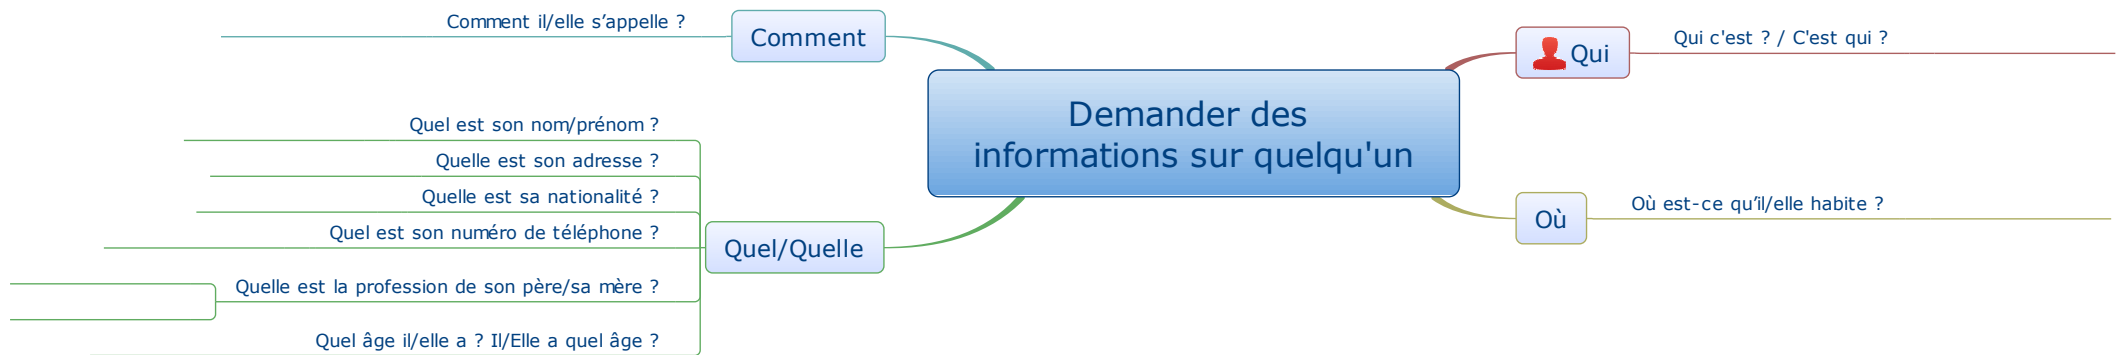 Demander des
informations sur quelqu'un
Qui
Qui c'est ? / C'est qui ?
Où
Où est-ce qu’il/elle habite ?
Comment
Comment il/elle s’appelle ?
Quel/Quelle
Quel est son nom/prénom ?
Quelle est son adresse ?
Quelle est sa nationalité ?
Quel est son numéro de téléphone ?
Quelle est la profession de son père/sa mère ?
Quel âge il/elle a ? Il/Elle a quel âge ?